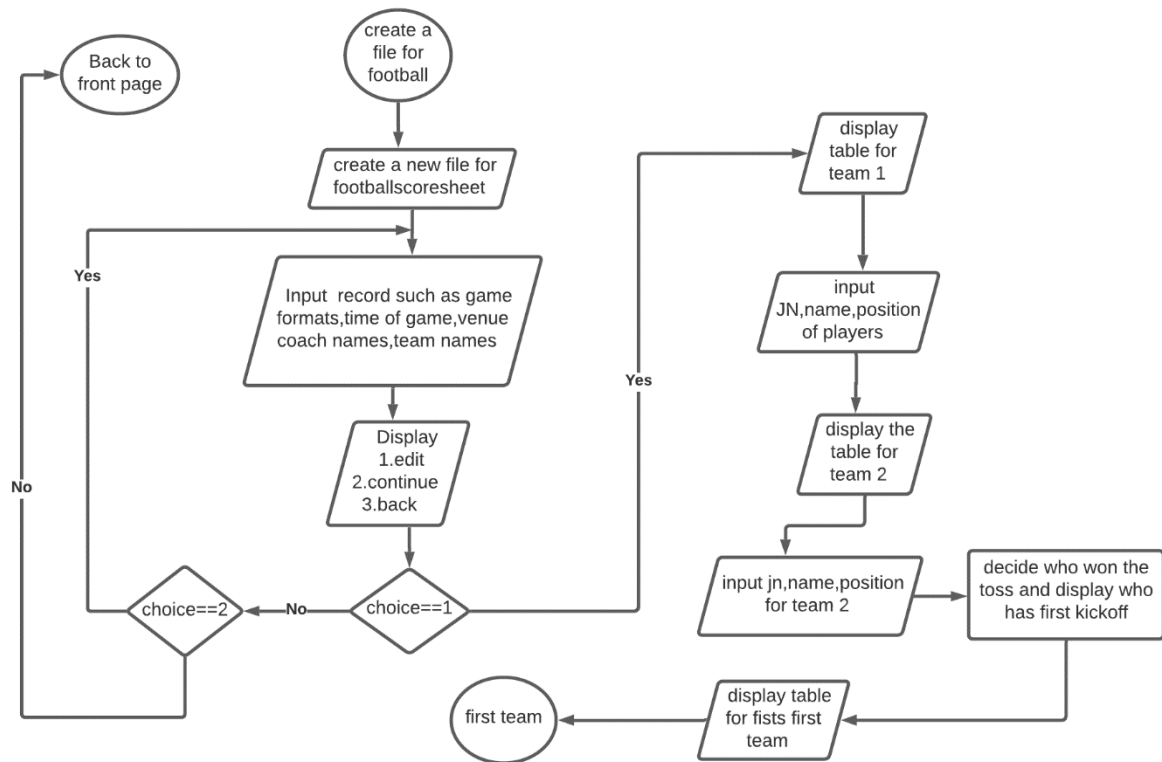 Back to
front page
create a
file for
football
create a new file for
footballscoresheet
Yes
Input  record such as game
formats,time of game,venue
coach names,team names
Display
1.edit
2.continue
3.back
No
choice==2
No
choice==1
Yes
display
table for
team 1
input
JN,name,position
of players
display the
table for
team 2
input jn,name,position
for team 2
decide who won the
toss and display who
has first kickoff
display table
for fists first
team
first team